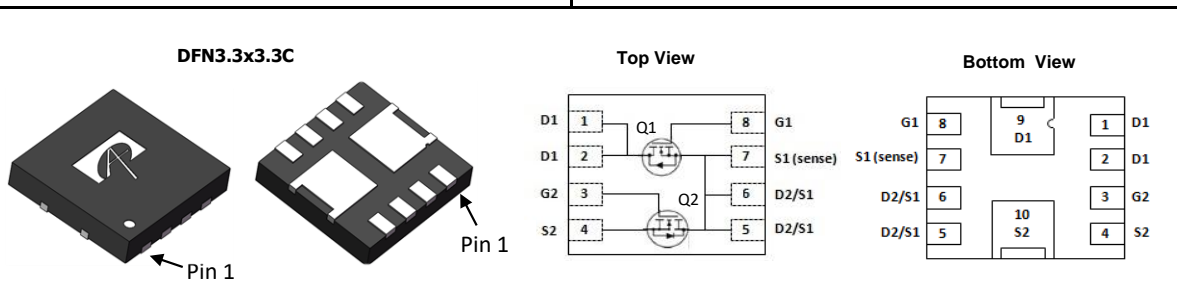 DFN3.3x3.3C
Pin 1
Pin 1
Top View
D1 1 Q1 8 G1
D1 2 7 S1 (sense)
G2 3 Q2 6 D2/S1
S2 4 5 D2/S1
Bottom View
G1 8 9 D1 1 D1
S1 (sense) 7 2 D1
D2/S1 6 3 G2
D2/S1 5 10 S2 4 S2